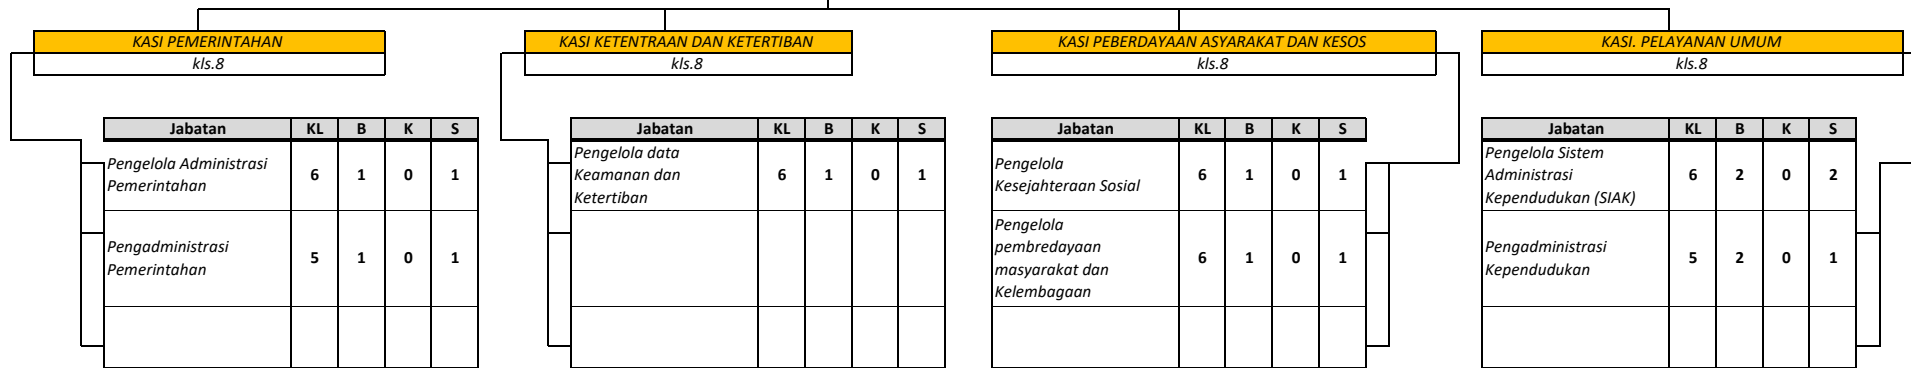 KASI PEMERINTAHAN
kls.8
Jabatan KL B K S
Pengelola Administrasi
Pemerintahan
6 1 0 1
Pengadministrasi
Pemerintahan
5 1 0 1
KASI KETENTRAAN DAN KETERTIBAN
kls.8
Jabatan KL B K S
Pengelola data
Keamanan dan
Ketertiban
6 1 0 1
KASI PEBERDAYAAN ASYARAKAT DAN KESOS
kls.8
Jabatan KL B K S
Pengelola
Kesejahteraan Sosial
6 1 0 1
Pengelola
pembredayaan
masyarakat dan
Kelembagaan
6 1 0 1
KASI. PELAYANAN UMUM
kls.8
Jabatan KL B K S
Pengelola Sistem
Administrasi
Kependudukan (SIAK)
6 2 0 2
Pengadministrasi
Kependudukan
5 2 0 1